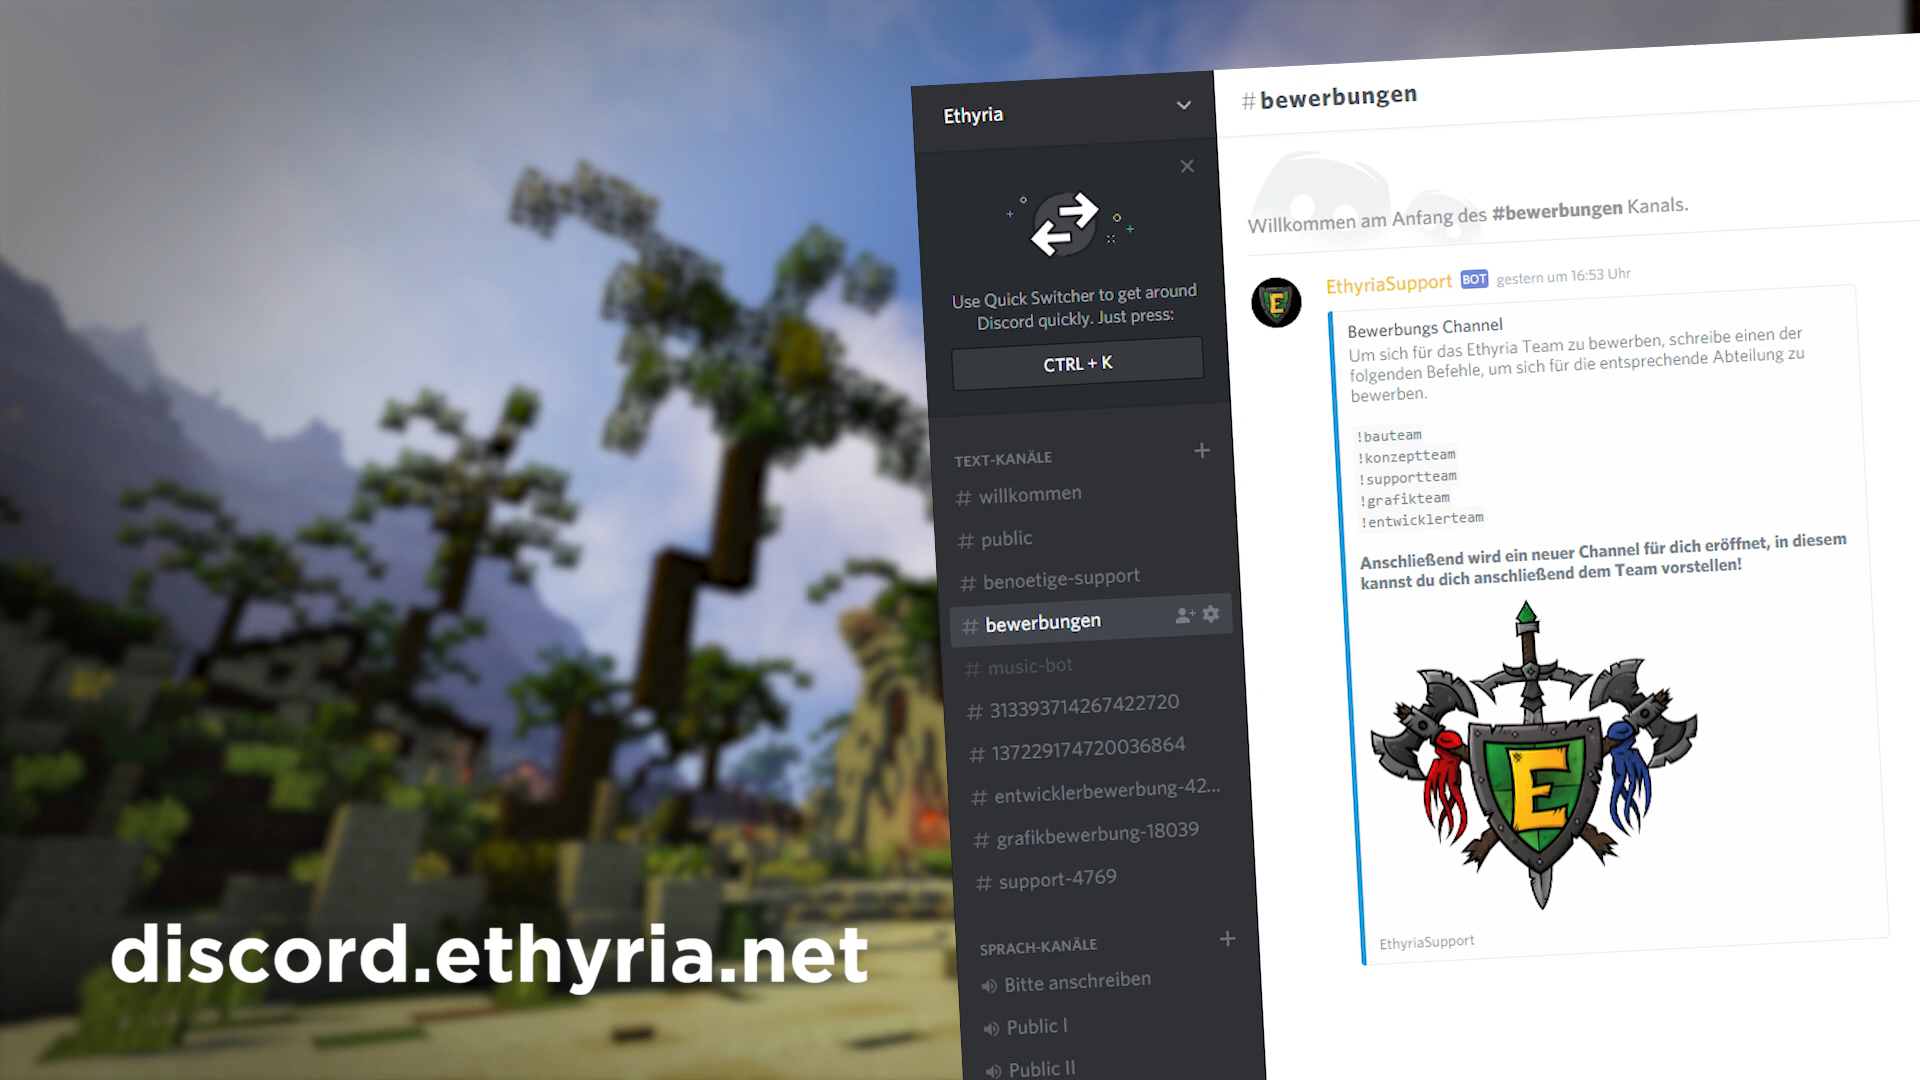 Ethyria
Use Quick Switcher to get around
Discord quickly. Just press:
CTRL + K
TEXT-KANÄLE
# willkommen
# public
# benoetige-support
# bewerbungen
# music-bot
# 313393714267422720
# 137229174720036864
# entwicklerbewerbung-42...
# grafikbewerbung-18039
# support-4769
SPRACH-KANÄLE
Bitte anschreiben
Public I
Public II
#bewerbungen
Willkommen am Anfang des #bewerbungen Kanals.
EthyriaSupport BOT gestern um 16:53 Uhr
Bewerbungs Channel
Um sich für das Ethyria Team zu bewerben, schreibe einen der
folgenden Befehle, um sich für die entsprechende Abteilung zu
bewerben.
!bauteam
!konzeptteam
!supportteam
!grafikteam
!entwicklerteam
Anschließend wird ein neuer Channel für dich eröffnet, in diesem
kannst du dich anschließend dem Team vorstellen!
E
EthyriaSupport
discord.ethyria.net